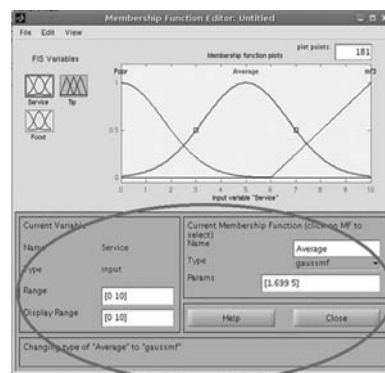 Membership Function Editor: Untitled
File Edit View
FIS Variables
Membership function plots
plot points:
181
Service
Tip
Food
Poor
Average
mf3
1
0.5
0
0 1 2 3 4 5 6 7 8 9 10
input variable "Service"
Current Variable
Name Service
Type input
Range [0 10]
Display Range [0 10]
Current Membership Function (click on MF to
select)
Name Average
Type gaussmf
Params [1.699 5]
Help
Close
Changing type of "Average" to "gaussmf"